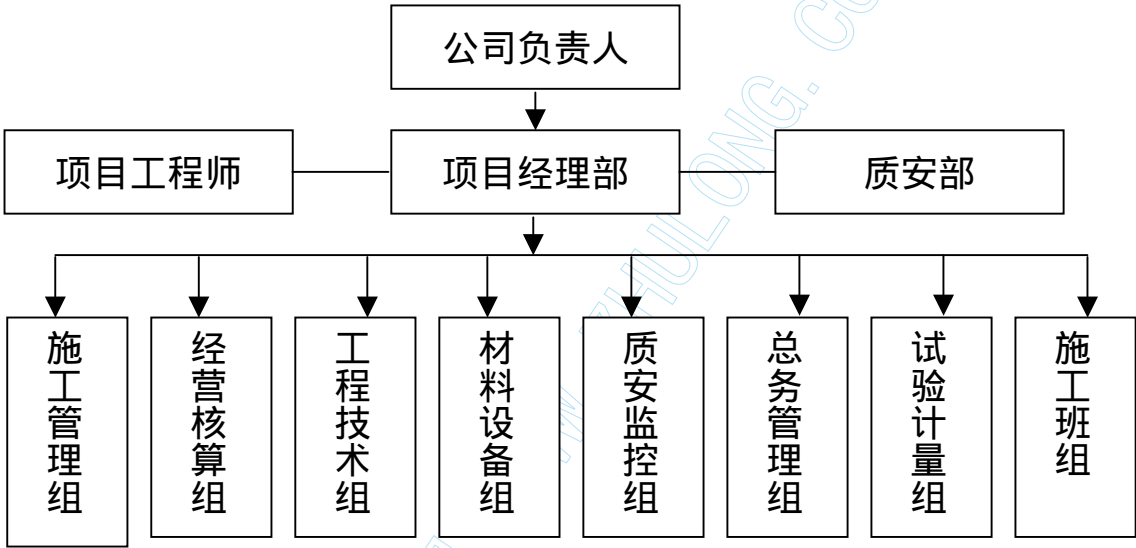 公司负责人
项目工程师
项目经理部
质安部
施工管理组
经营核算组
工程技术组
材料设备组
质安监控组
总务管理组
试验计量组
施工班组